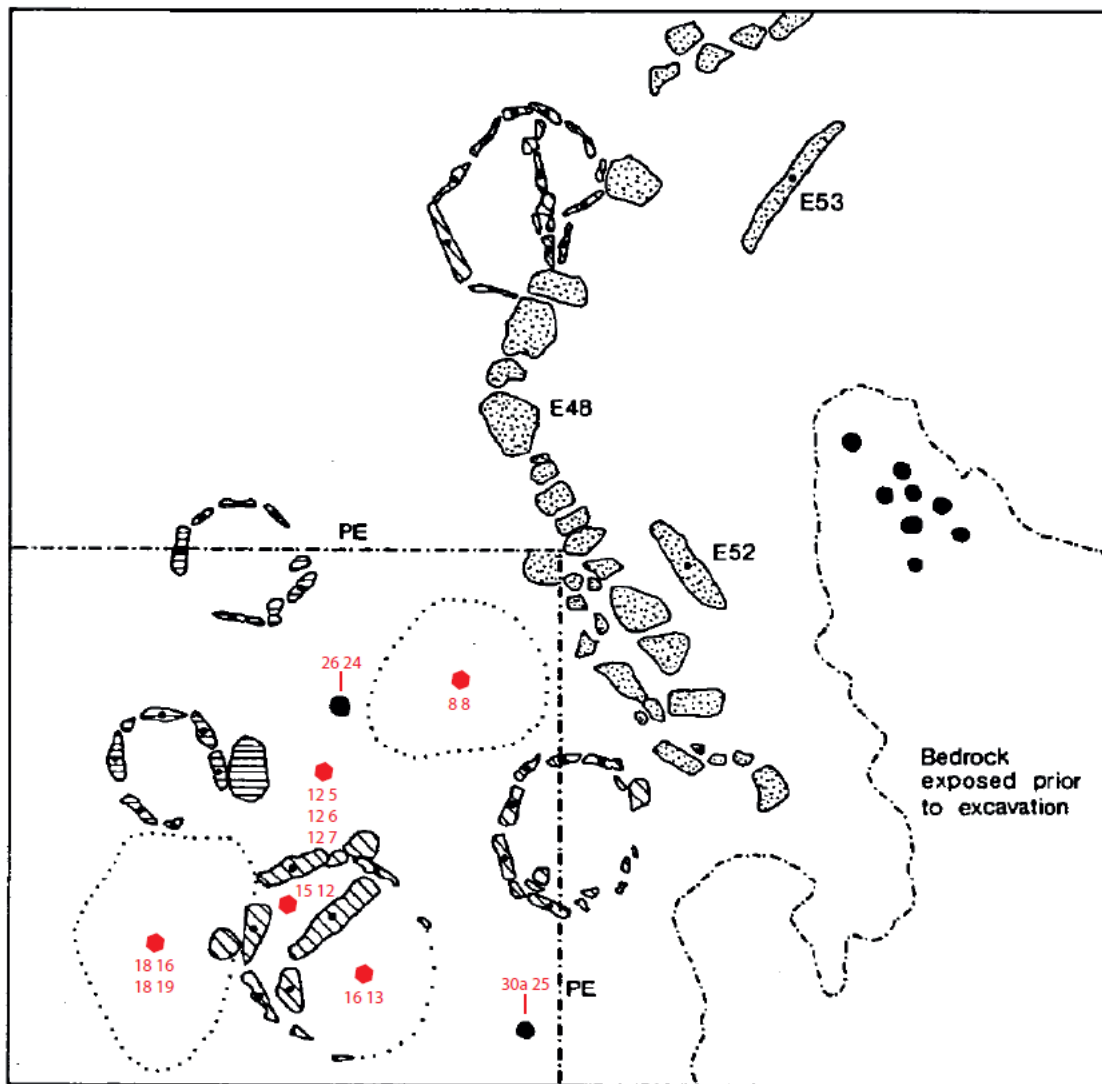 E53
E48
PE
E52
26 24
8 8
Bedrock
exposed prior
to excavation
12 5
12 6
12 7
15 12
18 16
18 19
16 13
30a 25
PE